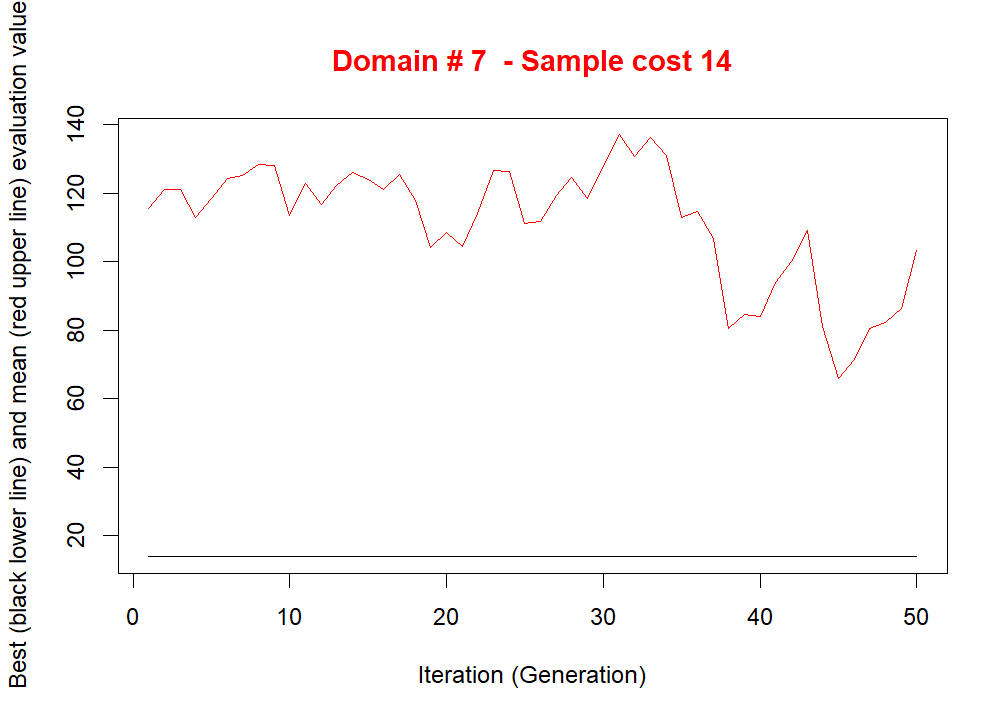 Domain # 7  - Sample cost 14
Best (black lower line) and mean (red upper line) evaluation value
140
120
100
80
60
40
20
0 10 20 30 40 50
Iteration (Generation)